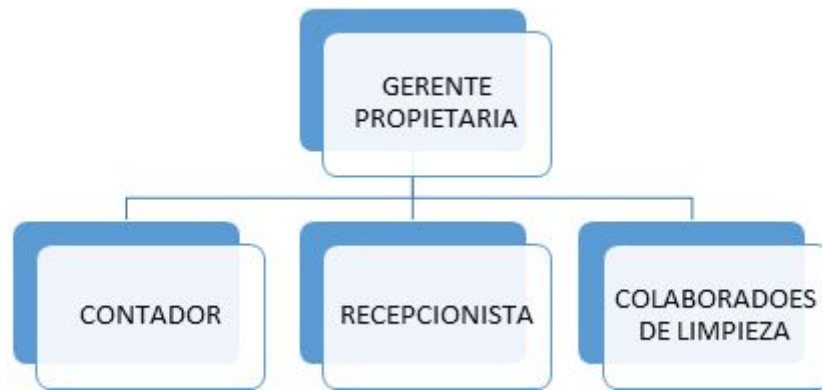 GERENTE
PROPIETARIA
CONTADOR
RECEPCIONISTA
COLABORADOES
DE LIMPIEZA